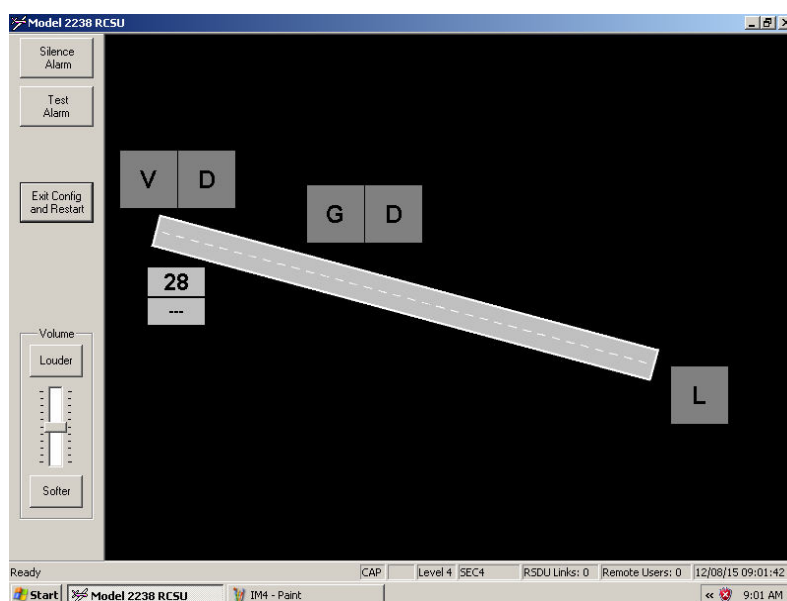 Model 2238 RCSU
Silence
Alarm
Test
Alarm
Exit Config
and Restart
V D
G D
28
---
L
Volume
Louder
Softer
Ready CAP Level 4 SEC4 RSDU Links: 0 Remote Users: 0 12/08/15 09:01:42
Start Model 2238 RCSU IM4 - Paint « 9:01 AM